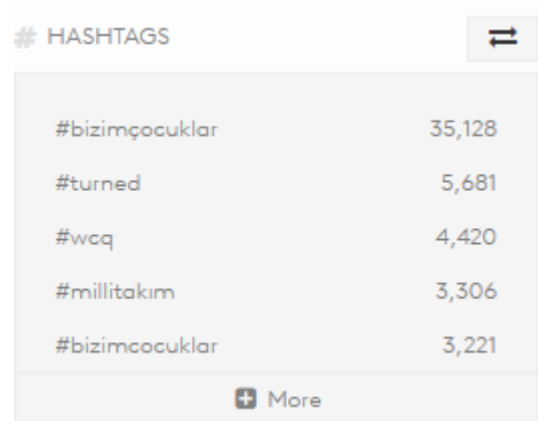 # HASHTAGS
#bizimçocuklar 35,128
#turned 5,681
#wcq 4,420
#millitakım 3,306
#bizimcocuklar 3,221
More